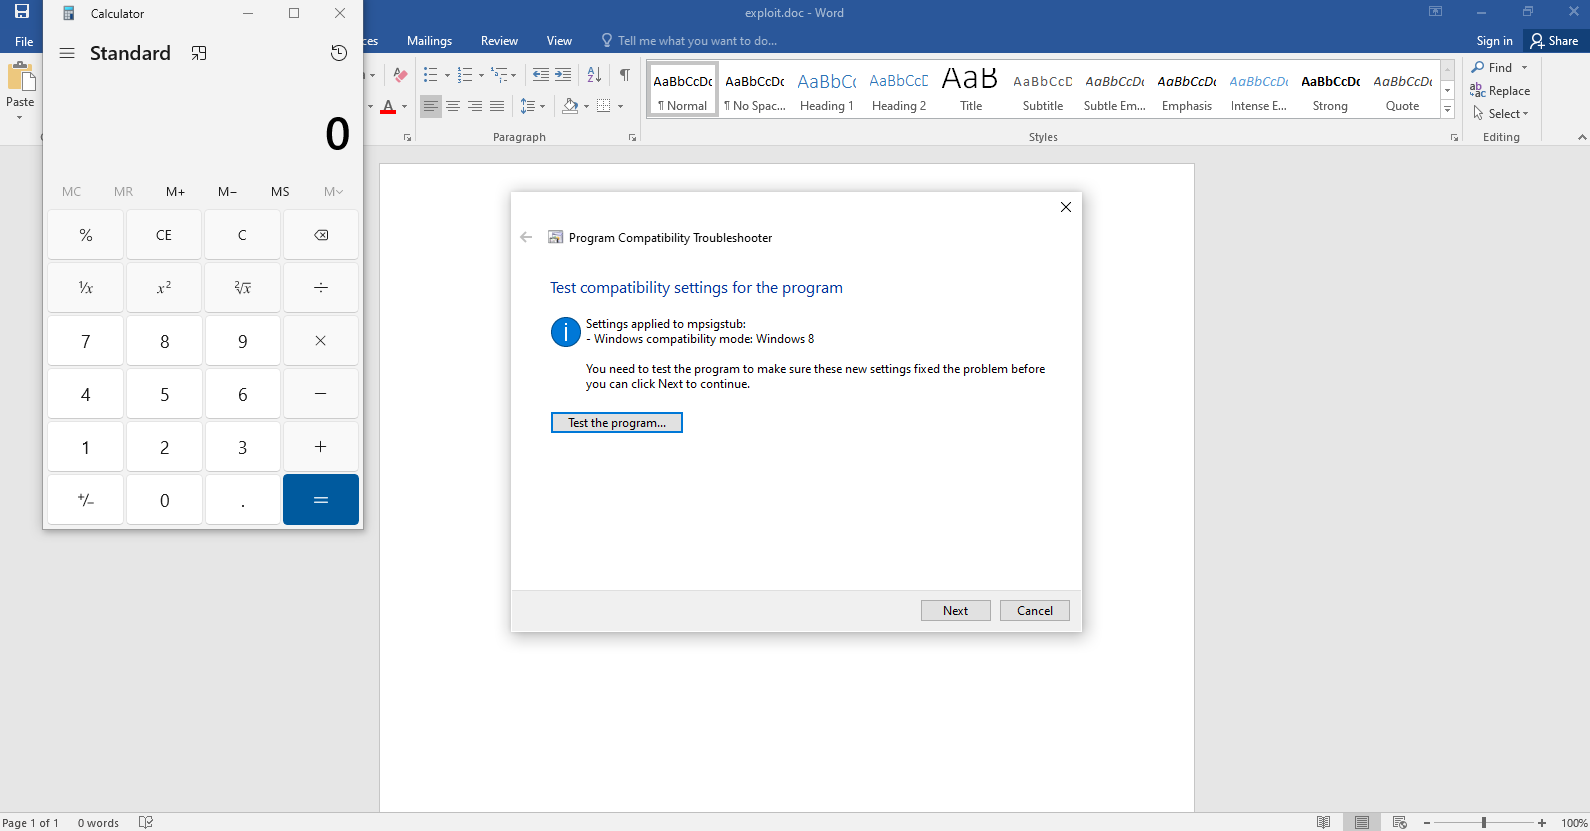 Calculator
Standard
0
MC MR M+ M− MS M
% CE C
¹/x x² ²√x ÷
7 8 9 ×
4 5 6 −
1 2 3 +
+/− 0 . =
exploit.doc - Word
File
Mailings Review View Tell me what you want to do... Sign in Share
Paste
AaBbCcDc AaBbCcDc AaBbCc AaBbCcD AaB AaBbCcD AaBbCcDc AaBbCcDc AaBbCcDc AaBbCcDc AaBbCcDc
¶ Normal ¶ No Spac... Heading 1 Heading 2 Title Subtitle Subtle Em... Emphasis Intense E... Strong Quote
Find
Replace
Select
Paragraph Styles Editing
Program Compatibility Troubleshooter
Test compatibility settings for the program
Settings applied to mpsigstub:
- Windows compatibility mode: Windows 8
You need to test the program to make sure these new settings fixed the problem before
you can click Next to continue.
Test the program...
Next Cancel
Page 1 of 1 0 words 100%